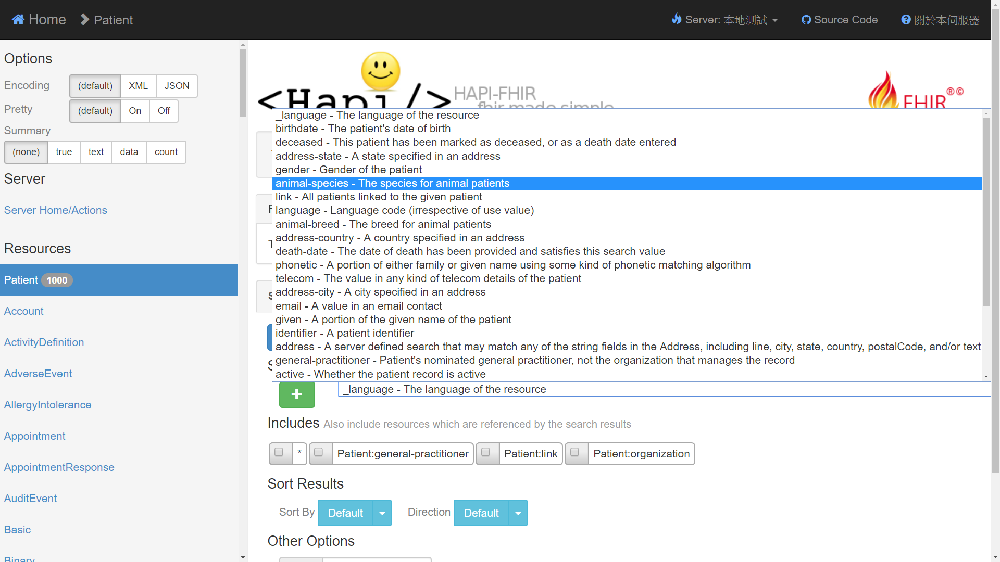 Home
Patient
Server: 本地測試
Source Code
關於本伺服器
Options
Encoding
(default)
XML
JSON
Pretty
(default)
On
Off
Summary
(none)
true
text
data
count
Server
Server Home/Actions
Resources
Patient 1000
Account
ActivityDefinition
AdverseEvent
AllergyIntolerance
Appointment
AppointmentResponse
AuditEvent
Basic
Binary
<Hapi/>
HAPI-FHIR
fhir made simple
FHIR®©
_language - The language of the resource
birthdate - The patient's date of birth
deceased - This patient has been marked as deceased, or as a death date entered
address-state - A state specified in an address
gender - Gender of the patient
animal-species - The species for animal patients
link - All patients linked to the given patient
language - Language code (irrespective of use value)
animal-breed - The breed for animal patients
address-country - A country specified in an address
death-date - The date of death has been provided and satisfies this search value
phonetic - A portion of either family or given name using some kind of phonetic matching algorithm
telecom - The value in any kind of telecom details of the patient
address-city - A city specified in an address
email - A value in an email contact
given - A portion of the given name of the patient
identifier - A patient identifier
address - A server defined search that may match any of the string fields in the Address, including line, city, state, country, postalCode, and/or text
general-practitioner - Patient's nominated general practitioner, not the organization that manages the record
active - Whether the patient record is active
_language - The language of the resource
Includes Also include resources which are referenced by the search results
*
Patient:general-practitioner
Patient:link
Patient:organization
Sort Results
Sort By
Default
Direction
Default
Other Options